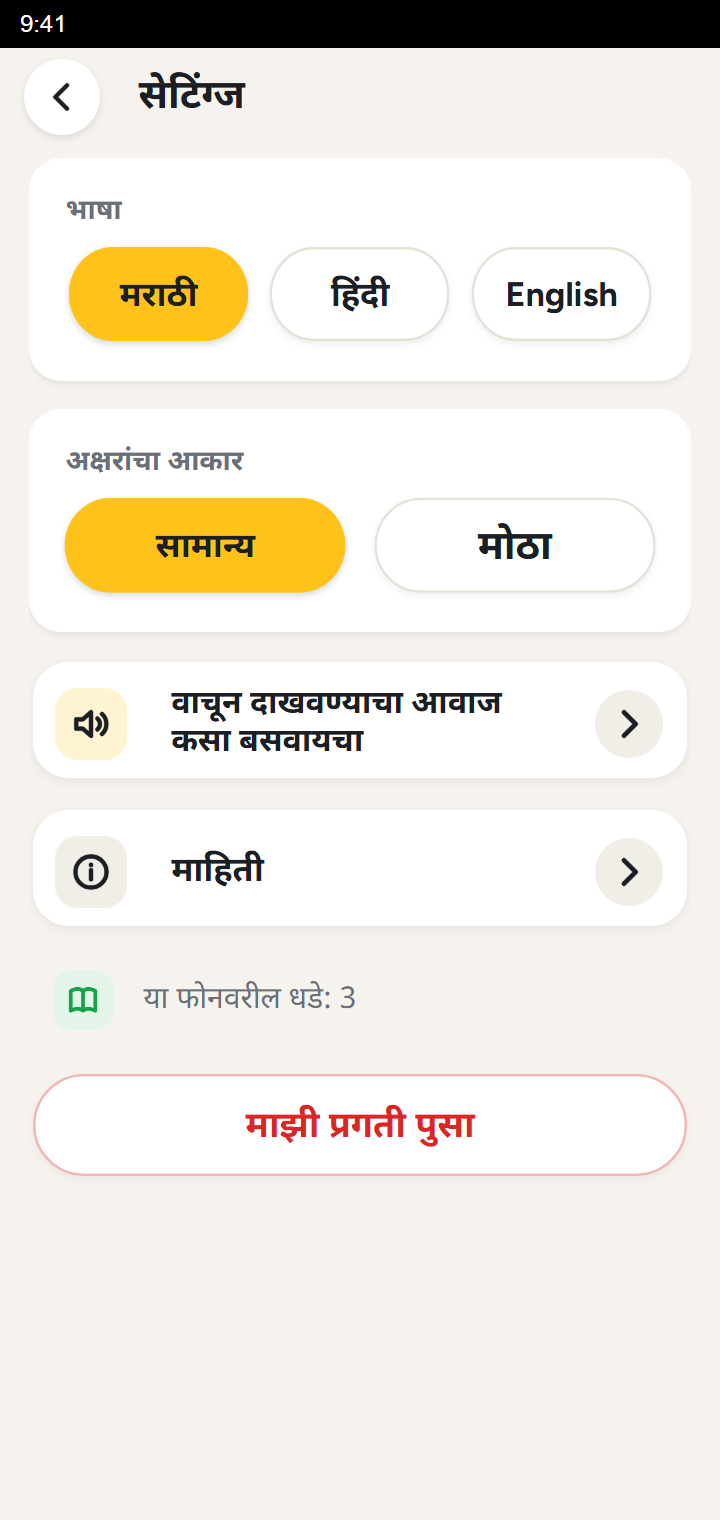 9:41
सेटिंग्ज
भाषा
मराठी
हिंदी
English
अक्षरांचा आकार
सामान्य
मोठा
वाचून दाखवण्याचा आवाज
कसा बसवायचा
माहिती
या फोनवरील धडे: 3
माझी प्रगती पुसा